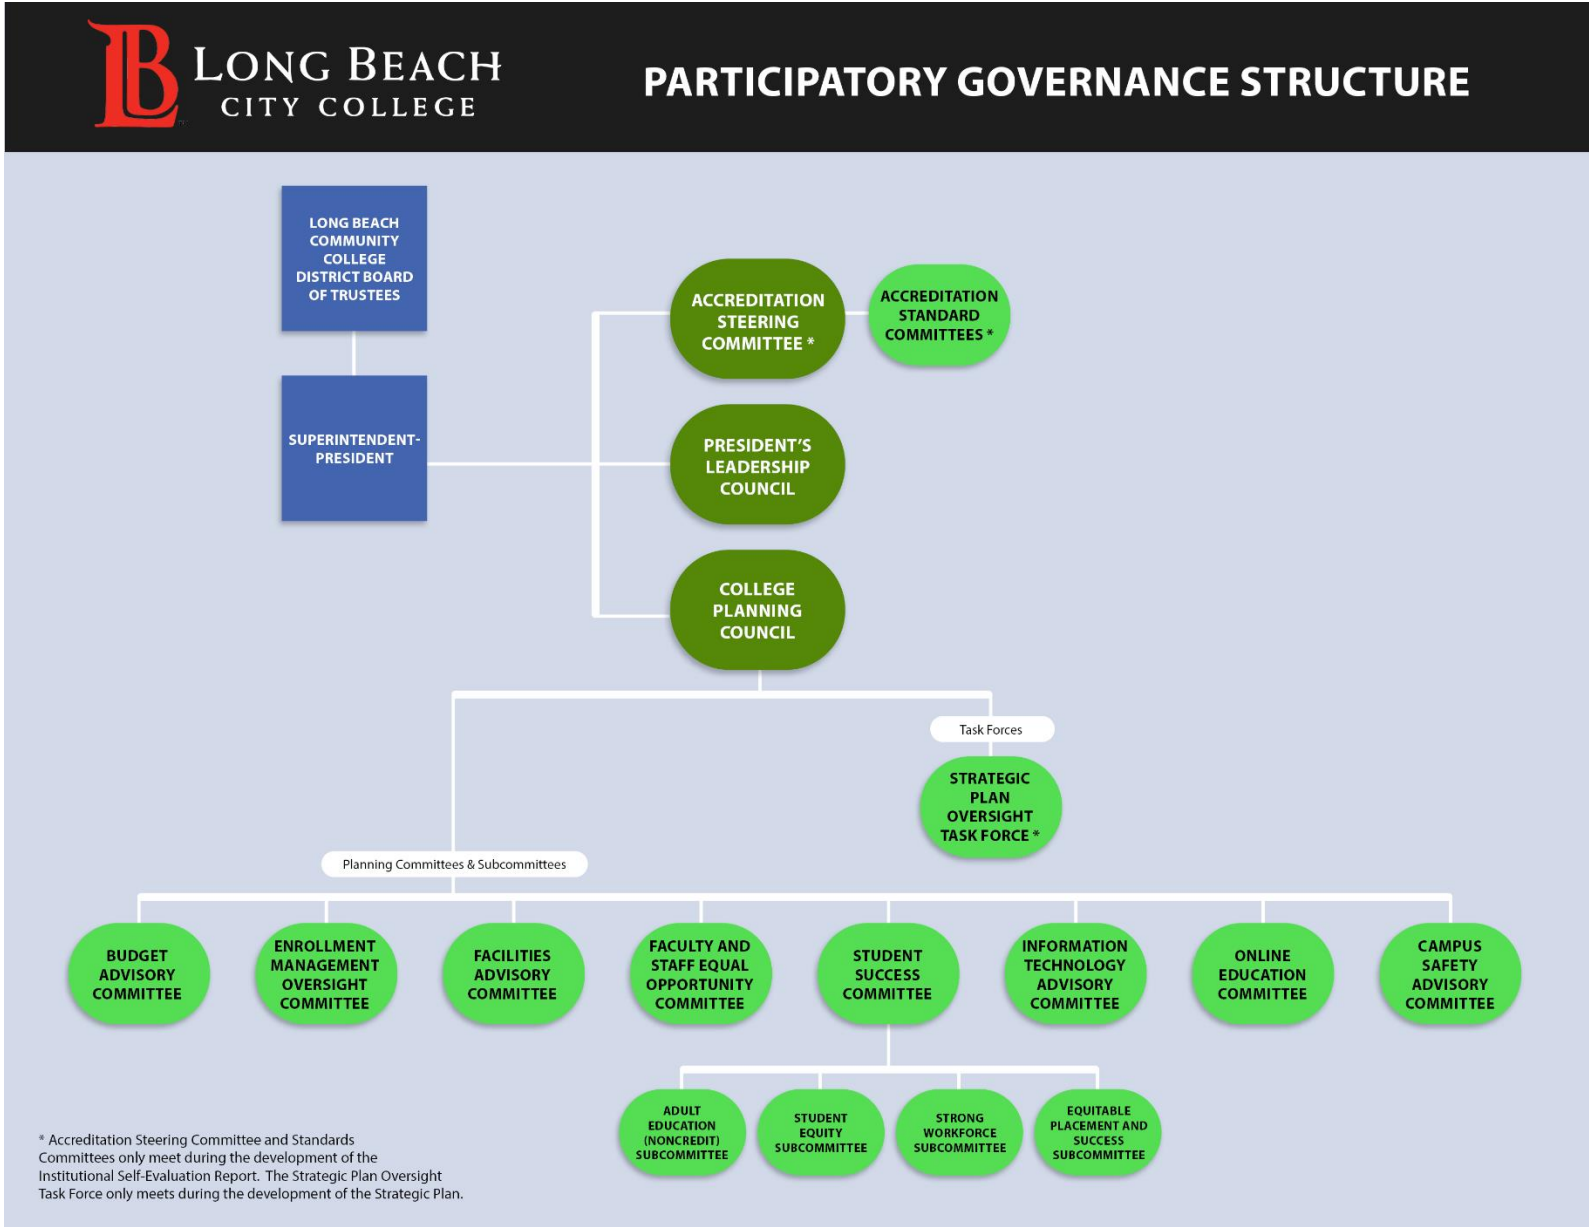 LB LONG BEACH
CITY COLLEGE
PARTICIPATORY GOVERNANCE STRUCTURE
LONG BEACH
COMMUNITY
COLLEGE
DISTRICT BOARD
OF TRUSTEES
SUPERINTENDENT-
PRESIDENT
ACCREDITATION
STEERING
COMMITTEE *
ACCREDITATION
STANDARD
COMMITTEES *
PRESIDENT'S
LEADERSHIP
COUNCIL
COLLEGE
PLANNING
COUNCIL
Task Forces
STRATEGIC
PLAN
OVERSIGHT
TASK FORCE *
Planning Committees & Subcommittees
BUDGET
ADVISORY
COMMITTEE
ENROLLMENT
MANAGEMENT
OVERSIGHT
COMMITTEE
FACILITIES
ADVISORY
COMMITTEE
FACULTY AND
STAFF EQUAL
OPPORTUNITY
COMMITTEE
STUDENT
SUCCESS
COMMITTEE
INFORMATION
TECHNOLOGY
ADVISORY
COMMITTEE
ONLINE
EDUCATION
COMMITTEE
CAMPUS
SAFETY
ADVISORY
COMMITTEE
ADULT
EDUCATION
(NONCREDIT)
SUBCOMMITTEE
STUDENT
EQUITY
SUBCOMMITTEE
STRONG
WORKFORCE
SUBCOMMITTEE
EQUITABLE
PLACEMENT AND
SUCCESS
SUBCOMMITTEE
* Accreditation Steering Committee and Standards
Committees only meet during the development of the
Institutional Self-Evaluation Report. The Strategic Plan Oversight
Task Force only meets during the development of the Strategic Plan.